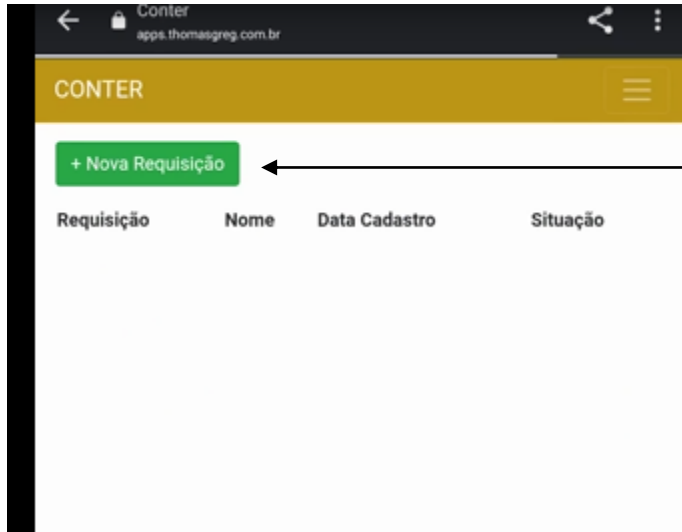 Conter
apps.thomasgreg.com.br
CONTER
+ Nova Requisição
Requisição Nome Data Cadastro Situação